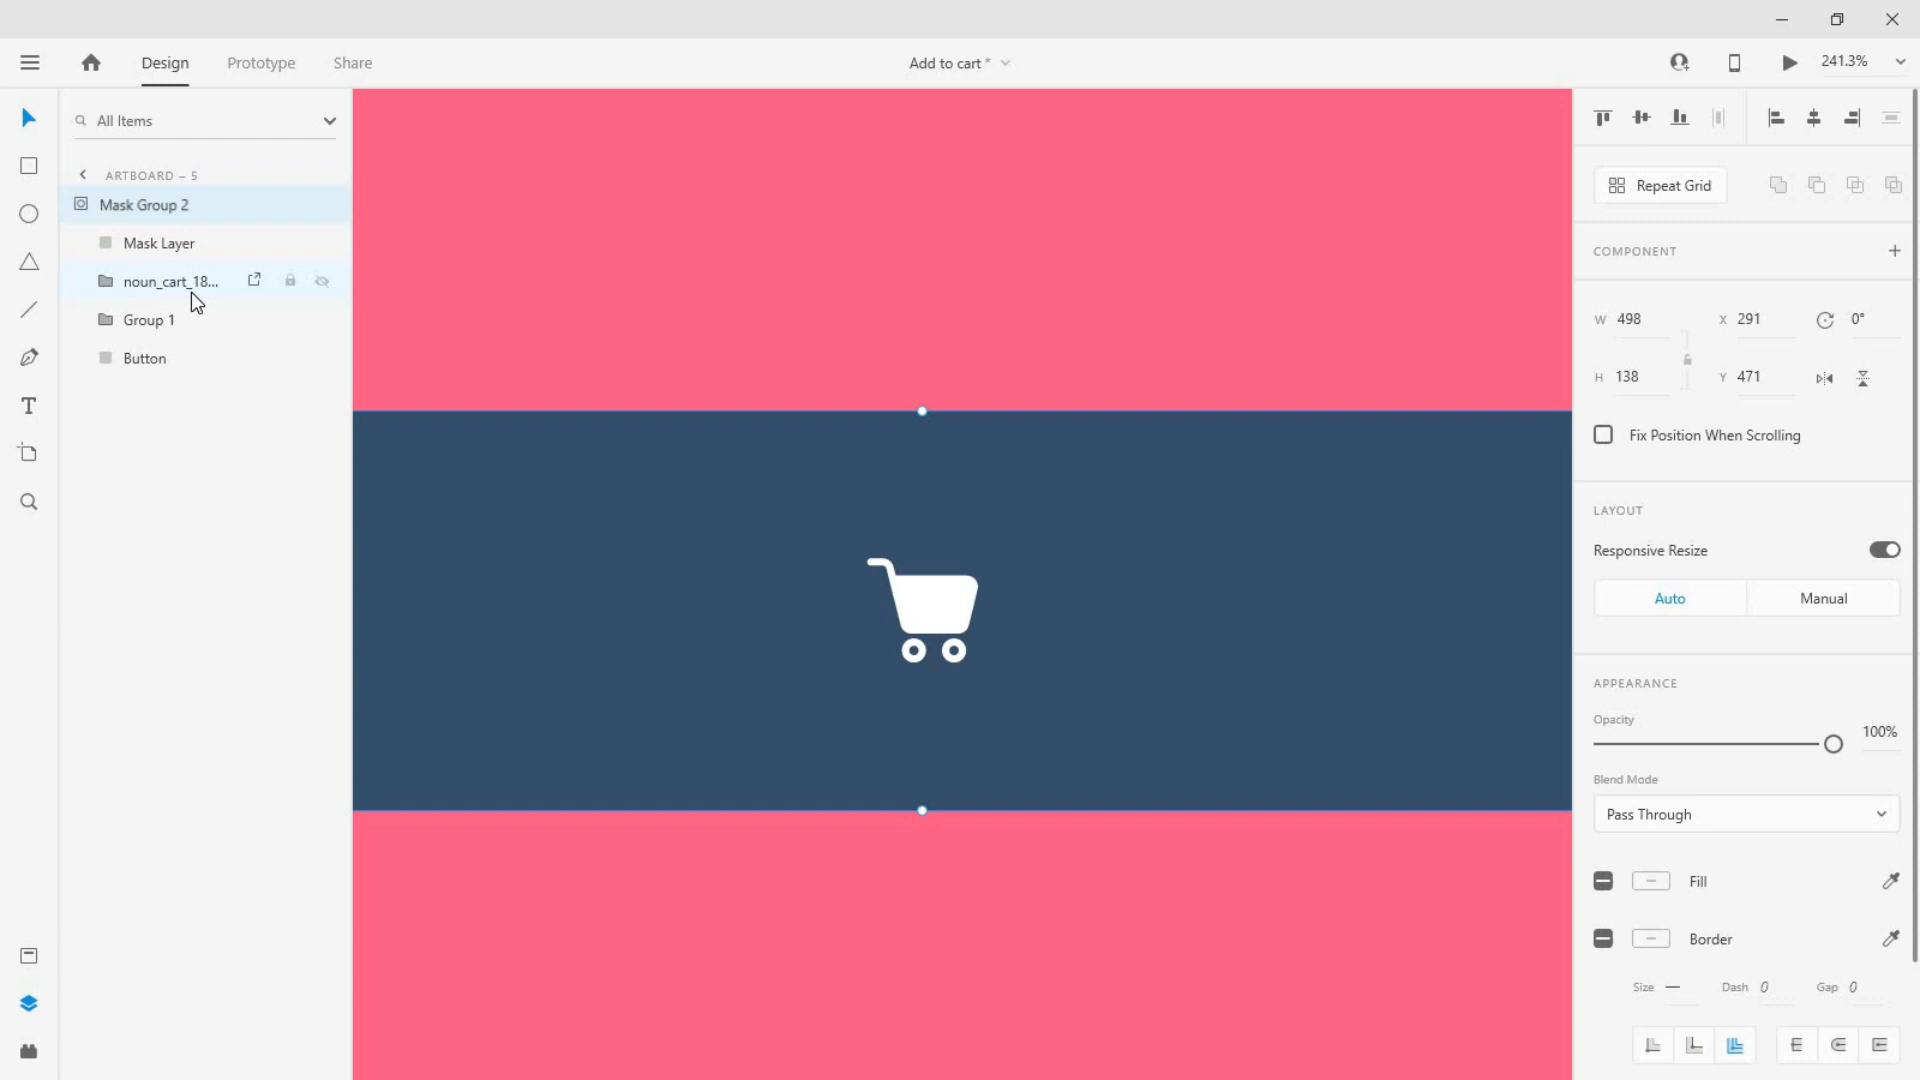 Design Prototype Share Add to cart * 241.3%
All Items
ARTBOARD – 5
Mask Group 2
Mask Layer
noun_cart_18...
Group 1
Button
Repeat Grid
COMPONENT
W 498 X 291 0°
H 138 Y 471
Fix Position When Scrolling
LAYOUT
Responsive Resize
Auto Manual
APPEARANCE
Opacity
100%
Blend Mode
Pass Through
Fill
Border
Size — Dash 0 Gap 0